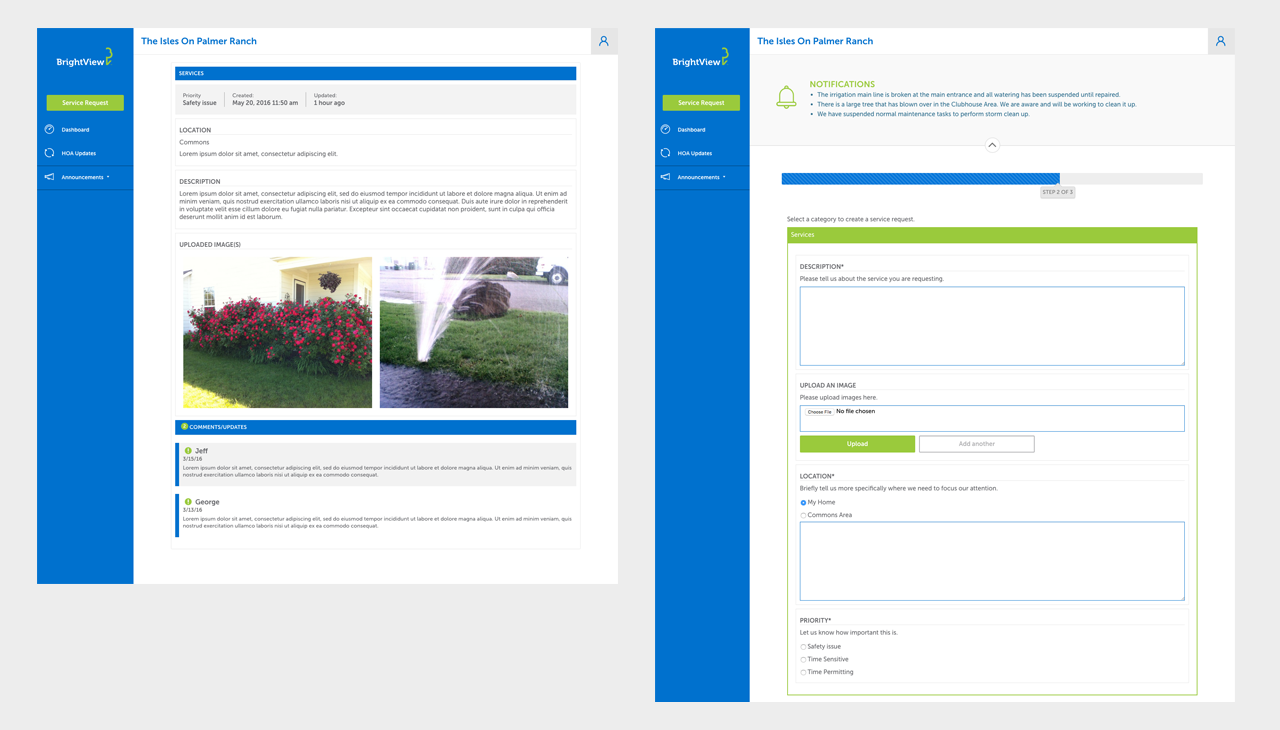 BrightView
Service Request
Dashboard
HOA Updates
Announcements
The Isles On Palmer Ranch
SERVICES
Priority
Safety issue
Created:
May 20, 2016 11:50 am
Updated:
1 hour ago
LOCATION
Commons
Lorem ipsum dolor sit amet, consectetur adipiscing elit.
DESCRIPTION
Lorem ipsum dolor sit amet, consectetur adipiscing elit, sed do eiusmod tempor incididunt ut labore et dolore magna aliqua. Ut enim ad
minim veniam, quis nostrud exercitation ullamco laboris nisi ut aliquip ex ea commodo consequat. Duis aute irure dolor in reprehenderit
in voluptate velit esse cillum dolore eu fugiat nulla pariatur. Excepteur sint occaecat cupidatat non proident, sunt in culpa qui officia
deserunt mollit anim id est laborum.
UPLOADED IMAGE(S)
2 COMMENTS/UPDATES
Jeff
3/15/16
Lorem ipsum dolor sit amet, consectetur adipiscing elit, sed do eiusmod tempor incididunt ut labore et dolore magna aliqua. Ut enim ad minim veniam, quis
nostrud exercitation ullamco laboris nisi ut aliquip ex ea commodo consequat.
George
3/13/16
Lorem ipsum dolor sit amet, consectetur adipiscing elit, sed do eiusmod tempor incididunt ut labore et dolore magna aliqua. Ut enim ad minim veniam, quis
nostrud exercitation ullamco laboris nisi ut aliquip ex ea commodo consequat.
BrightView
Service Request
Dashboard
HOA Updates
Announcements
The Isles On Palmer Ranch
NOTIFICATIONS
• The irrigation main line is broken at the main entrance and all watering has been suspended until repaired.
• There is a large tree that has blown over in the Clubhouse Area. We are aware and will be working to clean it up.
• We have suspended normal maintenance tasks to perform storm clean up.
STEP 2 OF 3
Select a category to create a service request.
Services
DESCRIPTION*
Please tell us about the service you are requesting.
UPLOAD AN IMAGE
Please upload images here.
Choose File No file chosen
Upload
Add another
LOCATION*
Briefly tell us more specifically where we need to focus our attention.
My Home
Commons Area
PRIORITY*
Let us know how important this is.
Safety issue
Time Sensitive
Time Permitting